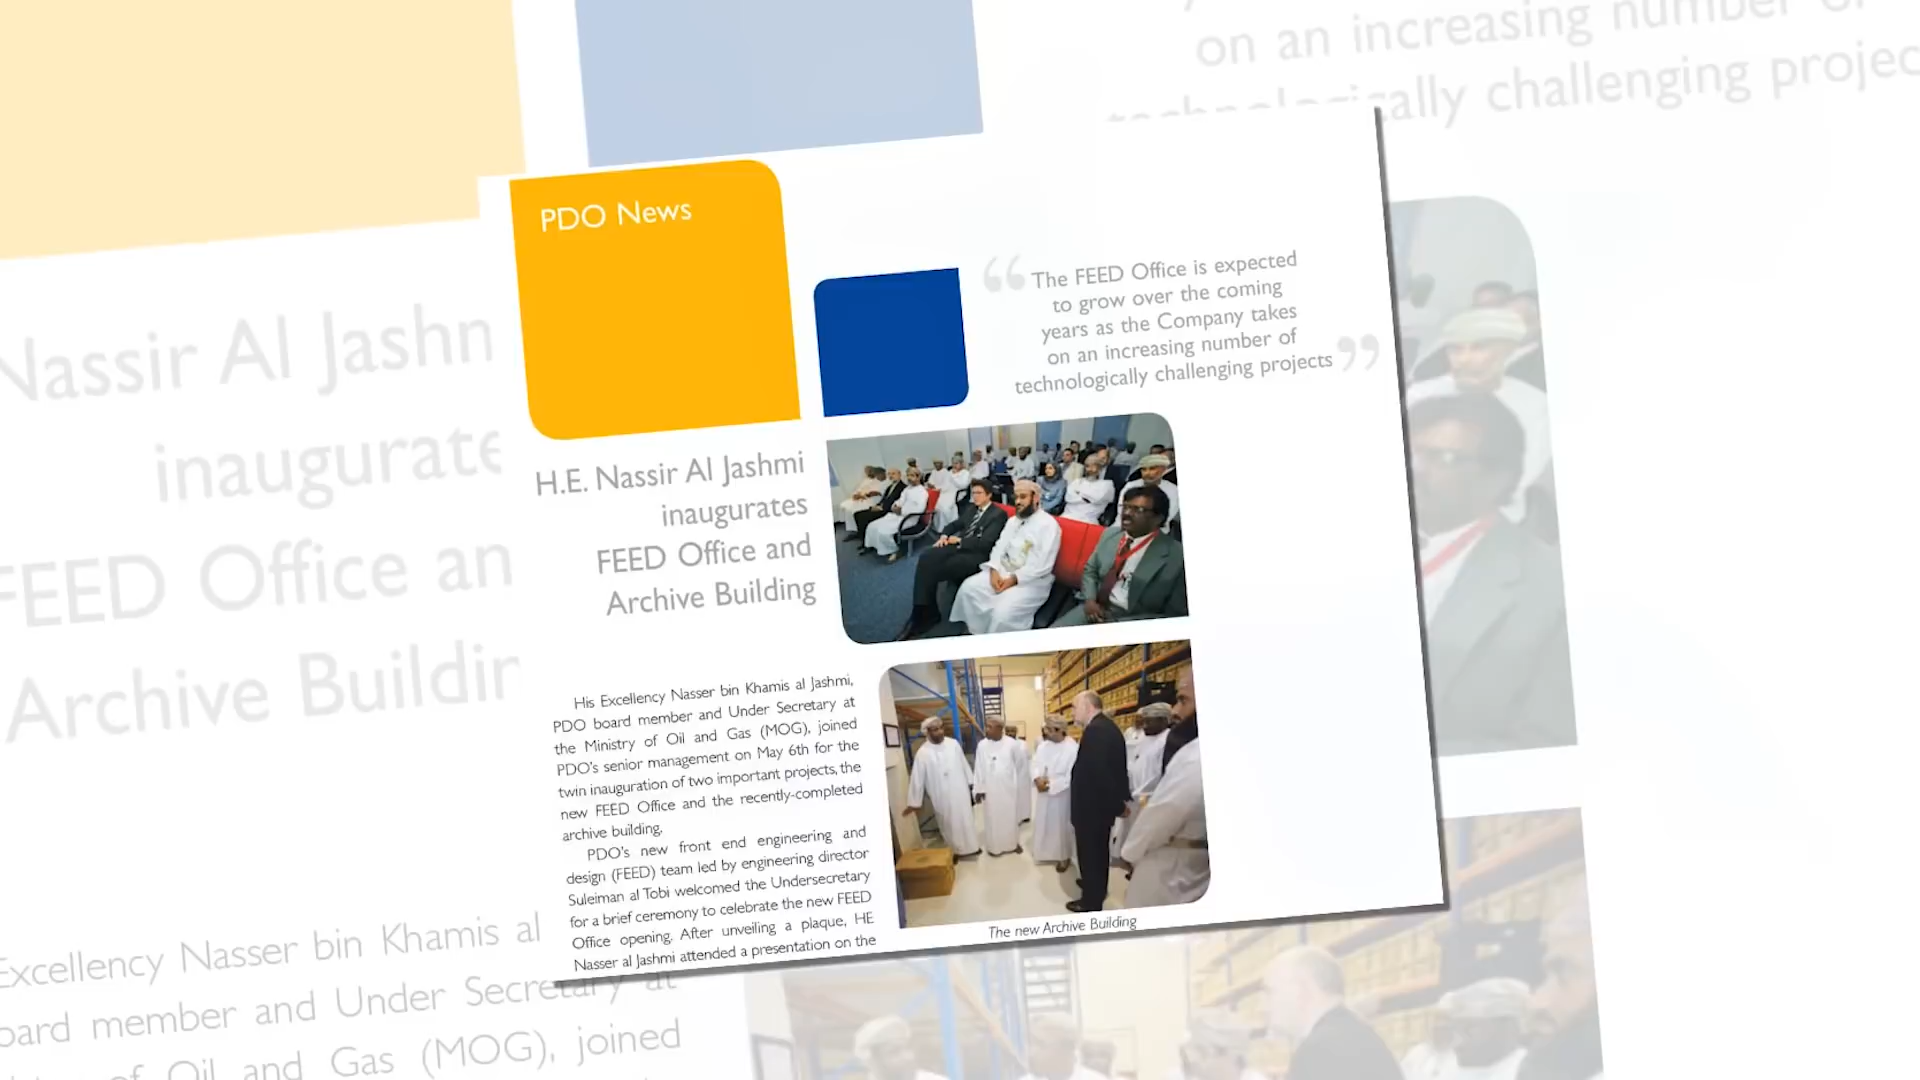 PDO News
The FEED Office is expected
to grow over the coming
years as the Company takes
on an increasing number of
technologically challenging projects
H.E. Nassir Al Jashmi
inaugurates
FEED Office and
Archive Building
His Excellency Nasser bin Khamis al Jashmi,
PDO board member and Under Secretary at
the Ministry of Oil and Gas (MOG), joined
PDO's senior management on May 6th for the
twin inauguration of two important projects, the
new FEED Office and the recently-completed
archive building.
PDO's new front end engineering and
design (FEED) team led by engineering director
Suleiman al Tobi welcomed the Undersecretary
for a brief ceremony to celebrate the new FEED
Office opening. After unveiling a plaque, HE
Nasser al Jashmi attended a presentation on the
The new Archive Building
on an increasing number of
technologically challenging projec
Nassir Al Jashn
inaugurate
FEED Office an
Archive Buildin
Excellency Nasser bin Khamis al
board member and Under Secretary at
of Oil and Gas (MOG), joined